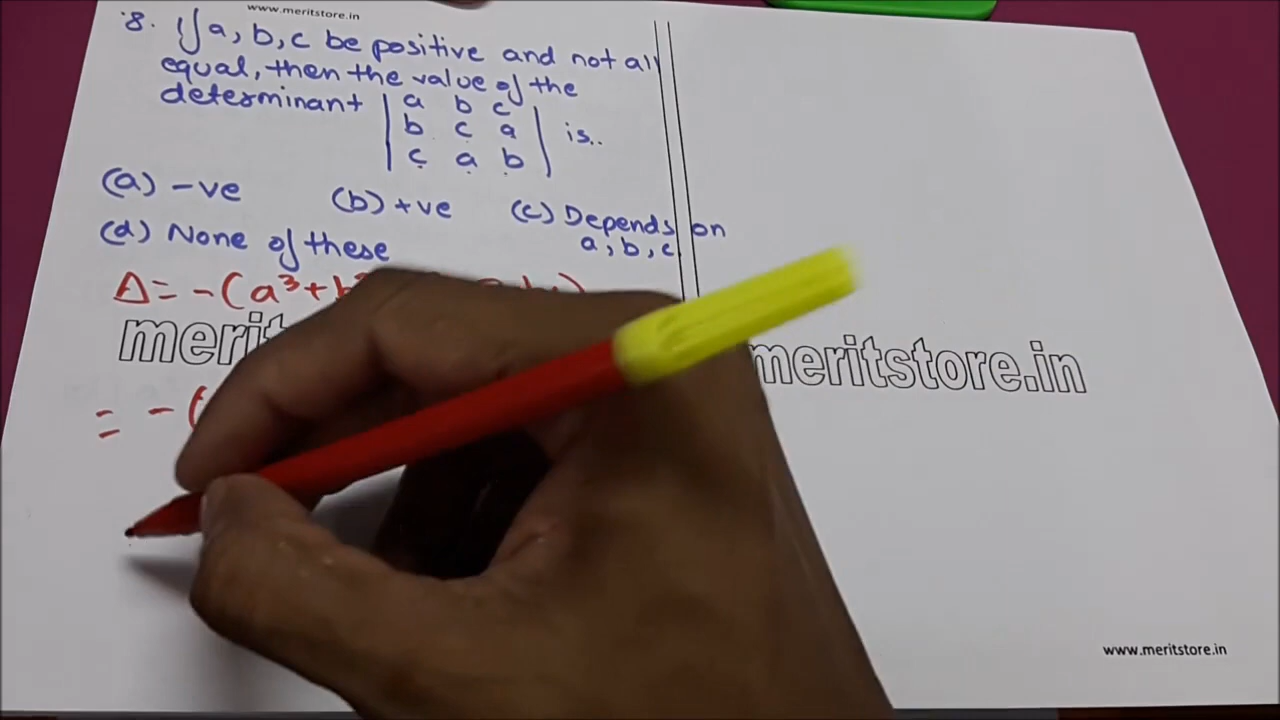 www.meritstore.in
8. If a, b, c be positive and not all
equal, then the value of the
determinant | a b c |
| b c a | is..
| c a b |
(a) -ve (b) +ve (c) Depends on
a, b, c
(d) None of these
Δ = -(a³ + b
meritstore.in
= -(
www.meritstore.in